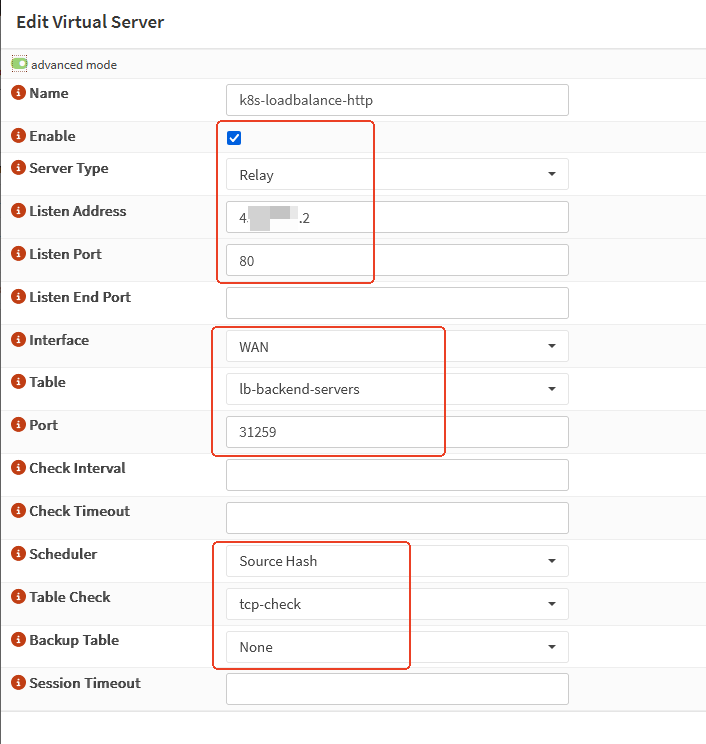 Edit Virtual Server
advanced mode
Name k8s-loadbalance-http
Enable
Server Type Relay
Listen Address 4 .2
Listen Port 80
Listen End Port
Interface WAN
Table lb-backend-servers
Port 31259
Check Interval
Check Timeout
Scheduler Source Hash
Table Check tcp-check
Backup Table None
Session Timeout